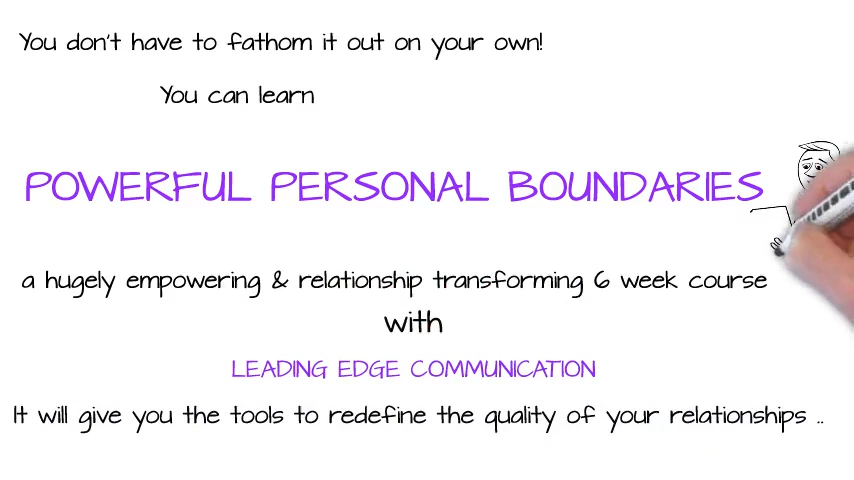 You don't have to fathom it out on your own!
You can learn
POWERFUL PERSONAL BOUNDARIES
a hugely empowering & relationship transforming 6 week course
with
LEADING EDGE COMMUNICATION
It will give you the tools to redefine the quality of your relationships ..